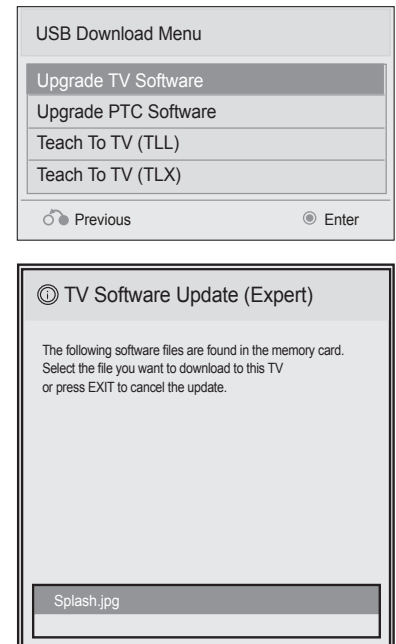 USB Download Menu
Upgrade TV Software
Upgrade PTC Software
Teach To TV (TLL)
Teach To TV (TLX)
Previous
Enter
TV Software Update (Expert)
The following software files are found in the memory card.
Select the file you want to download to this TV
or press EXIT to cancel the update.
Splash.jpg